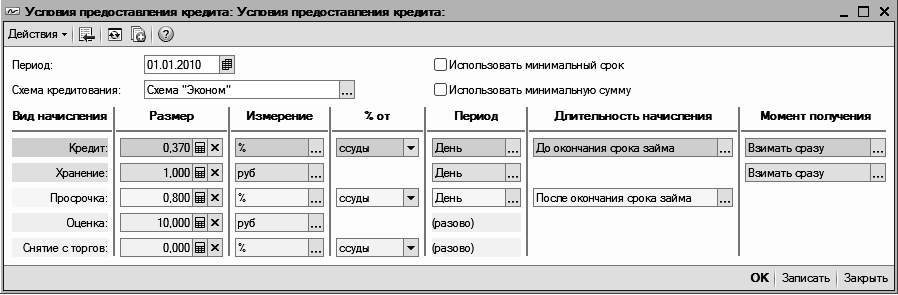 Условия предоставления кредита: Условия предоставления кредита:
Действия
Период: 01.01.2010 Использовать минимальный срок
Схема кредитования: Схема "Эконом" ... Использовать минимальную сумму
Вид начисления Размер Измерение % от Период Длительность начисления Момент получения
Кредит: 0,370 % ... ссуды День ... До окончания срока займа ... Взимать сразу ...
Хранение: 1,000 руб ... День ... Взимать сразу ...
Просрочка: 0,800 % ... ссуды День ... После окончания срока займа ...
Оценка: 10,000 руб ... (разово)
Снятие с торгов: 0,000 % ... ссуды (разово)
OK Записать Закрыть